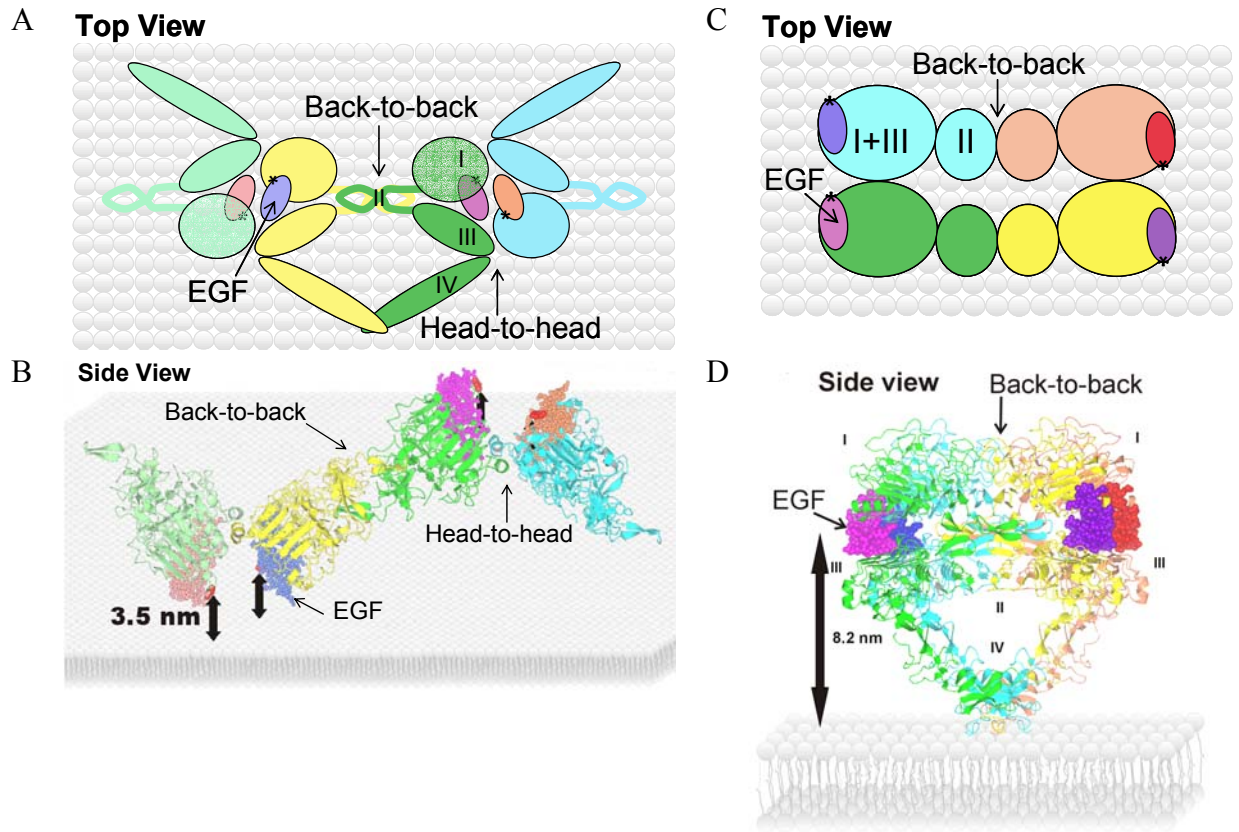 A
Top View
Back-to-back
I
*
*
II
*
*
III
EGF
IV
Head-to-head
B
Side View
Back-to-back
Head-to-head
3.5 nm
EGF
C
Top View
Back-to-back
*
I+III
II
*
EGF
*
*
D
Side view
Back-to-back
I
I
EGF
III
III
II
8.2 nm
IV